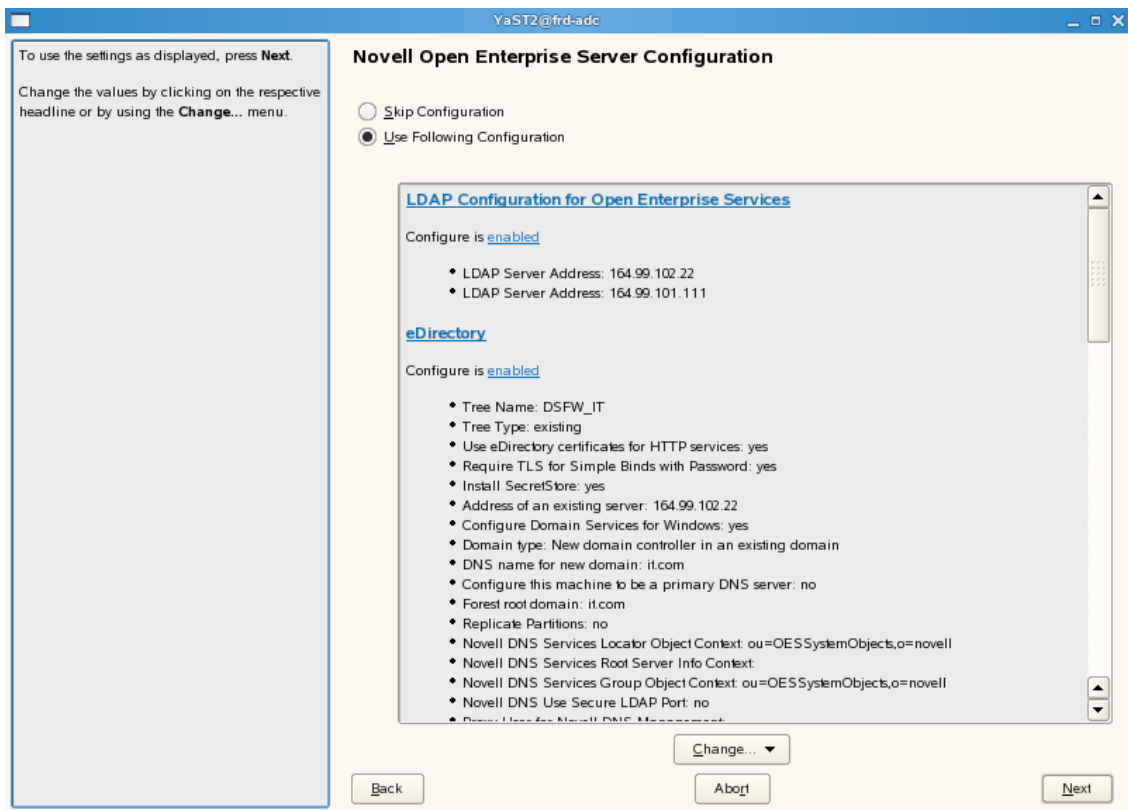 YaST2@frd-adc
To use the settings as displayed, press Next.
Change the values by clicking on the respective
headline or by using the Change... menu.
Novell Open Enterprise Server Configuration
Skip Configuration
Use Following Configuration
LDAP Configuration for Open Enterprise Services
Configure is enabled
• LDAP Server Address: 164.99.102.22
• LDAP Server Address: 164.99.101.111
eDirectory
Configure is enabled
• Tree Name: DSFW_IT
• Tree Type: existing
• Use eDirectory certificates for HTTP services: yes
• Require TLS for Simple Binds with Password: yes
• Install SecretStore: yes
• Address of an existing server: 164.99.102.22
• Configure Domain Services for Windows: yes
• Domain type: New domain controller in an existing domain
• DNS name for new domain: it.com
• Configure this machine to be a primary DNS server: no
• Forest root domain: it.com
• Replicate Partitions: no
• Novell DNS Services Locator Object Context: ou=OESSystemObjects,o=novell
• Novell DNS Services Root Server Info Context:
• Novell DNS Services Group Object Context: ou=OESSystemObjects,o=novell
• Novell DNS Use Secure LDAP Port: no
• Proxy User for Novell DNS Management:
Change...
Back
Abort
Next